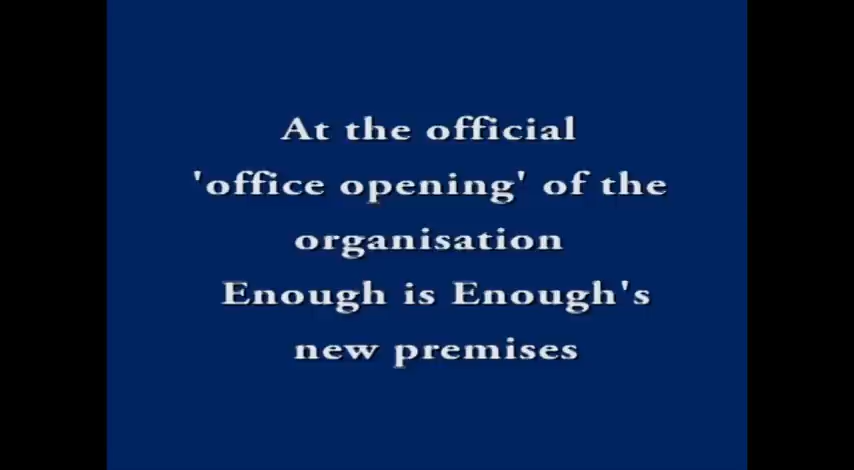 At the official
'office opening' of the
organisation
Enough is Enough's
new premises